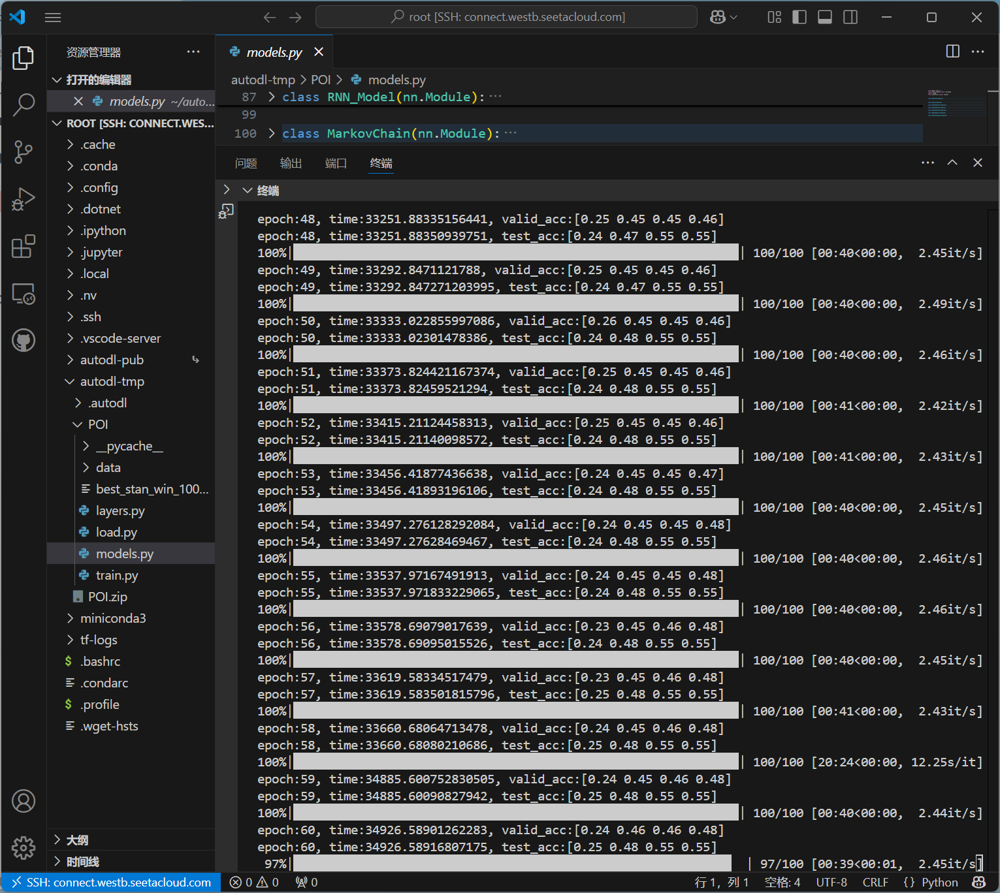 root [SSH: connect.westb.seetacloud.com]
资源管理器
打开的编辑器
models.py ~/auto...
ROOT [SSH: CONNECT.WES...
.cache
.conda
.config
.dotnet
.ipython
.jupyter
.local
.nv
.ssh
.vscode-server
autodl-pub
autodl-tmp
.autodl
POI
__pycache__
data
best_stan_win_100...
layers.py
load.py
models.py
train.py
POI.zip
miniconda3
tf-logs
$ .bashrc
.condarc
$ .profile
.wget-hsts
大纲
时间线
models.py
autodl-tmp > POI > models.py
87 > class RNN_Model(nn.Module): ···
99
100 > class MarkovChain(nn.Module): ···
问题 输出 端口 终端
终端
epoch:48, time:33251.88335156441, valid_acc:[0.25 0.45 0.45 0.46]
epoch:48, time:33251.88350939751, test_acc:[0.24 0.47 0.55 0.55]
100%| | 100/100 [00:40<00:00, 2.45it/s]
epoch:49, time:33292.8471121788, valid_acc:[0.25 0.45 0.45 0.46]
epoch:49, time:33292.847271203995, test_acc:[0.24 0.47 0.55 0.55]
100%| | 100/100 [00:40<00:00, 2.49it/s]
epoch:50, time:33333.022855997086, valid_acc:[0.26 0.45 0.45 0.46]
epoch:50, time:33333.02301478386, test_acc:[0.24 0.48 0.55 0.55]
100%| | 100/100 [00:40<00:00, 2.46it/s]
epoch:51, time:33373.824421167374, valid_acc:[0.25 0.45 0.45 0.46]
epoch:51, time:33373.82459521294, test_acc:[0.24 0.48 0.55 0.55]
100%| | 100/100 [00:41<00:00, 2.42it/s]
epoch:52, time:33415.21124458313, valid_acc:[0.25 0.45 0.45 0.46]
epoch:52, time:33415.21140098572, test_acc:[0.24 0.48 0.55 0.55]
100%| | 100/100 [00:41<00:00, 2.43it/s]
epoch:53, time:33456.41877436638, valid_acc:[0.24 0.45 0.45 0.47]
epoch:53, time:33456.41893196106, test_acc:[0.24 0.48 0.55 0.55]
100%| | 100/100 [00:40<00:00, 2.45it/s]
epoch:54, time:33497.276128292084, valid_acc:[0.24 0.45 0.45 0.48]
epoch:54, time:33497.27628469467, test_acc:[0.24 0.48 0.55 0.55]
100%| | 100/100 [00:40<00:00, 2.46it/s]
epoch:55, time:33537.97167491913, valid_acc:[0.24 0.45 0.45 0.48]
epoch:55, time:33537.971833229065, test_acc:[0.24 0.48 0.55 0.55]
100%| | 100/100 [00:40<00:00, 2.46it/s]
epoch:56, time:33578.69079017639, valid_acc:[0.23 0.45 0.46 0.48]
epoch:56, time:33578.69095015526, test_acc:[0.24 0.48 0.55 0.55]
100%| | 100/100 [00:40<00:00, 2.45it/s]
epoch:57, time:33619.58334517479, valid_acc:[0.23 0.45 0.46 0.48]
epoch:57, time:33619.583501815796, test_acc:[0.25 0.48 0.55 0.55]
100%| | 100/100 [00:41<00:00, 2.43it/s]
epoch:58, time:33660.68064713478, valid_acc:[0.24 0.45 0.46 0.48]
epoch:58, time:33660.68080210686, test_acc:[0.25 0.48 0.55 0.55]
100%| | 100/100 [20:24<00:00, 12.25s/it]
epoch:59, time:34885.600752830505, valid_acc:[0.24 0.45 0.46 0.48]
epoch:59, time:34885.60090827942, test_acc:[0.25 0.48 0.55 0.55]
100%| | 100/100 [00:40<00:00, 2.44it/s]
epoch:60, time:34926.58901262283, valid_acc:[0.24 0.46 0.46 0.48]
epoch:60, time:34926.58916807175, test_acc:[0.25 0.48 0.55 0.55]
97%| | 97/100 [00:39<00:01, 2.45it/s]
SSH: connect.westb.seetacloud.com 0 0 0 行 1，列 1 空格: 4 UTF-8 CRLF {} Python